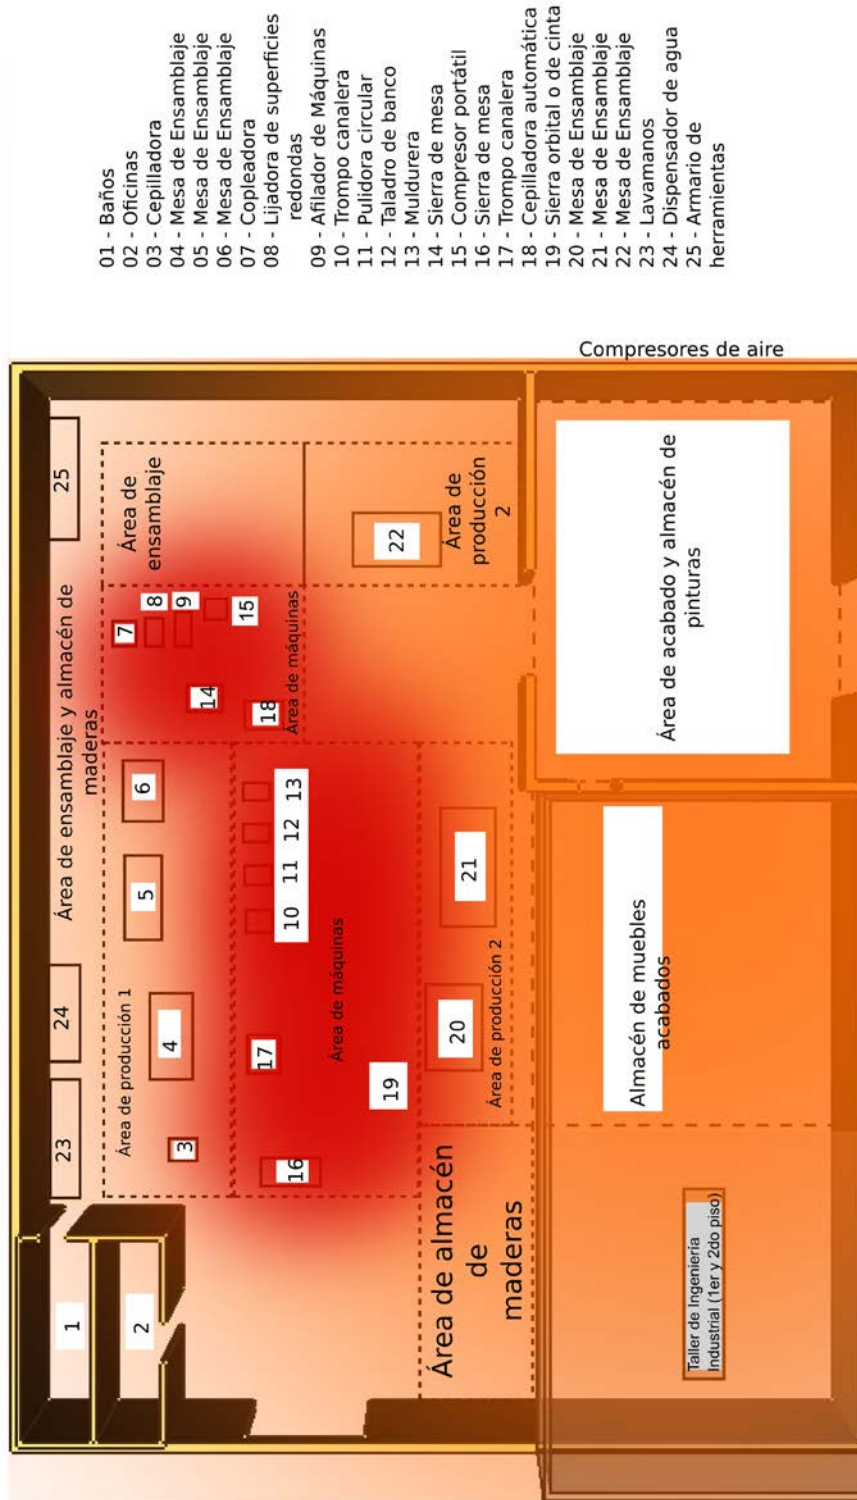 01 - Baños
02 - Oficinas
03 - Cepilladora
04 - Mesa de Ensamblaje
05 - Mesa de Ensamblaje
06 - Mesa de Ensamblaje
07 - Copleadora
08 - Lijadora de superficies
redondas
09 - Afilador de Máquinas
10 - Trompo canalera
11 - Pulidora circular
12 - Taladro de banco
13 - Muldurera
14 - Sierra de mesa
15 - Compresor portátil
16 - Sierra de mesa
17 - Trompo canalera
18 - Cepilladora automática
19 - Sierra orbital o de cinta
20 - Mesa de Ensamblaje
21 - Mesa de Ensamblaje
22 - Mesa de Ensamblaje
23 - Lavamanos
24 - Dispensador de agua
25 - Armario de
herramientas
Compresores de aire
1
2
23
24
Área de ensamblaje y almacén de
maderas
25
Área de producción 1
3
4
5
6
7
8
9
15
14
18
Área de máquinas
Área de
ensamblaje
16
17
10
11
12
13
19
Área de máquinas
22
Área de
producción
2
20
21
Área de producción 2
Área de almacén
de
maderas
Almacén de muebles
acabados
Área de acabado y almacén de
pinturas
Taller de Ingenieria
Industrial (1er y 2do piso)